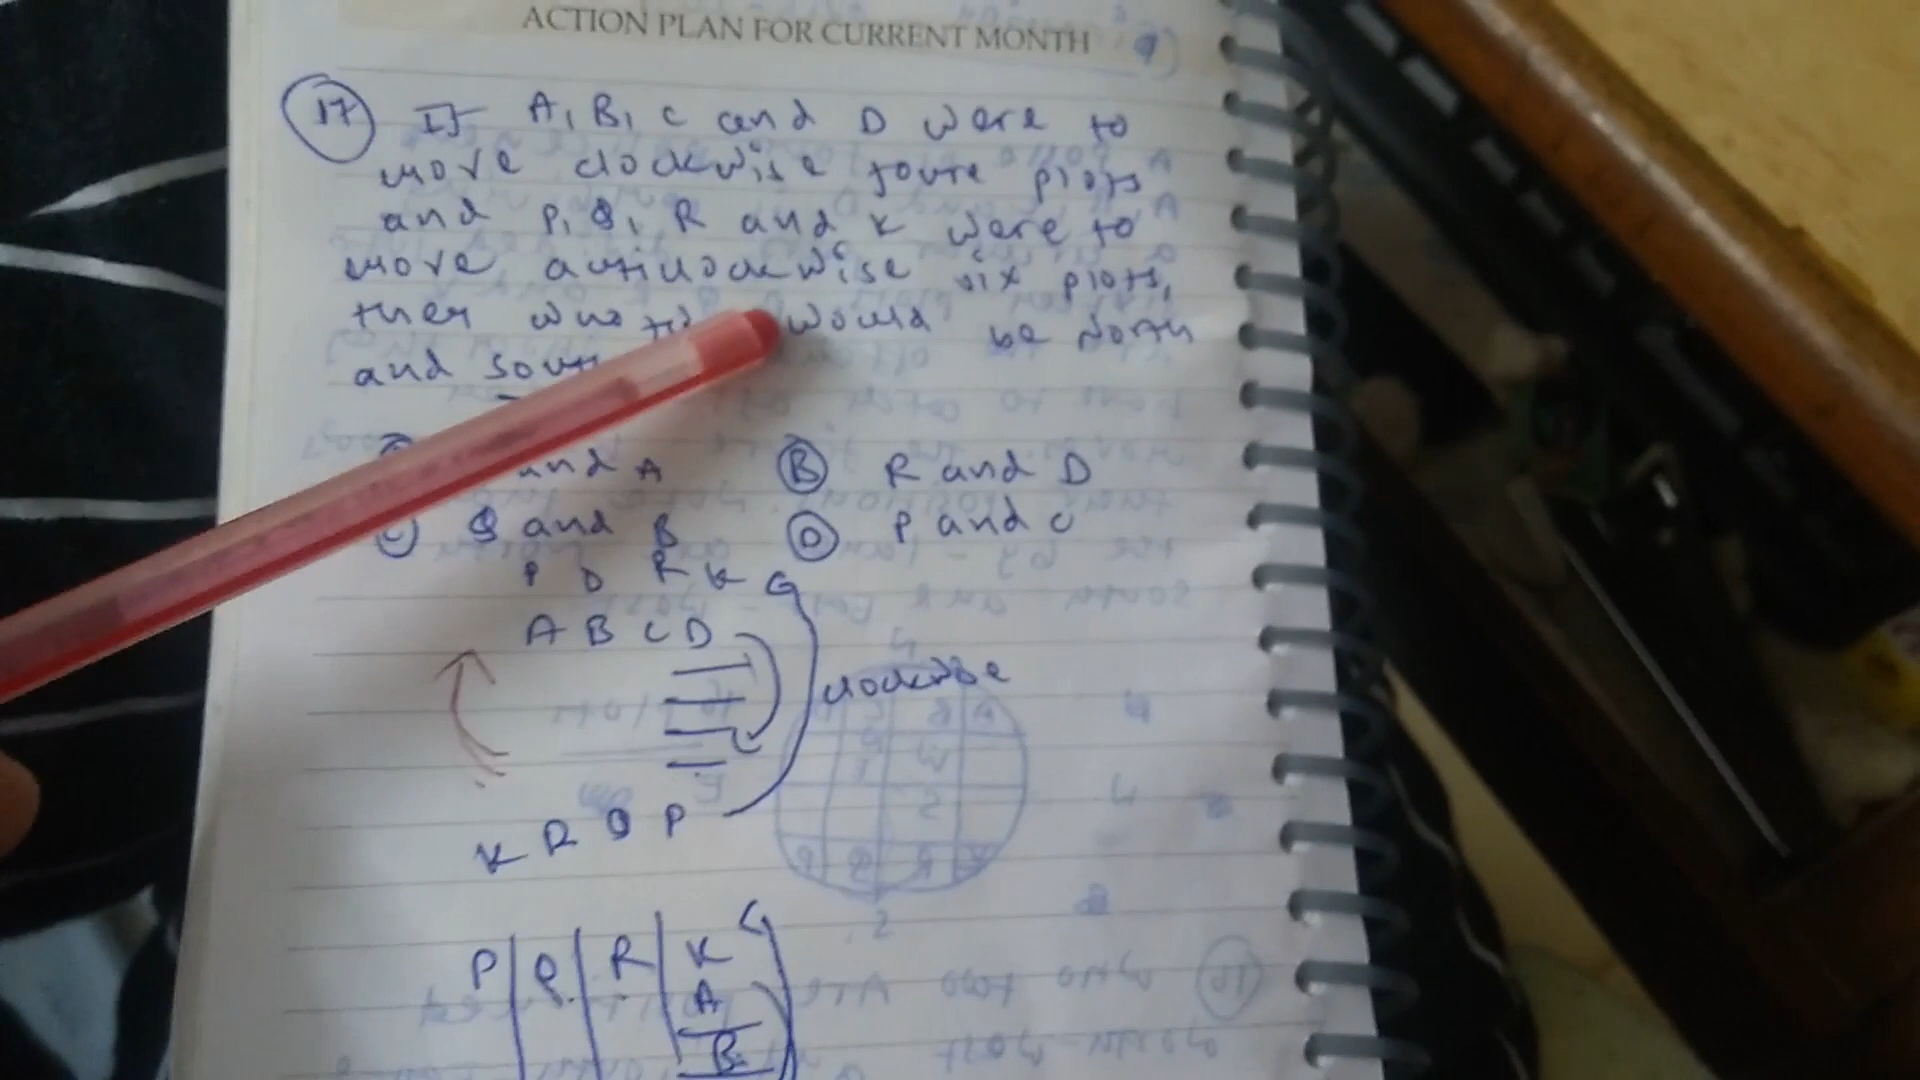 ACTION PLAN FOR CURRENT MONTH
17 If A, B, C and D were to
move clockwise foure plots
and P, Q, R and K were to
move anticlockwise six plots,
then who would be North
and
and A B R and D
C Q and B D P and C
P Q R K
A B C D
clockwise
K R Q P
P Q R K
A
B